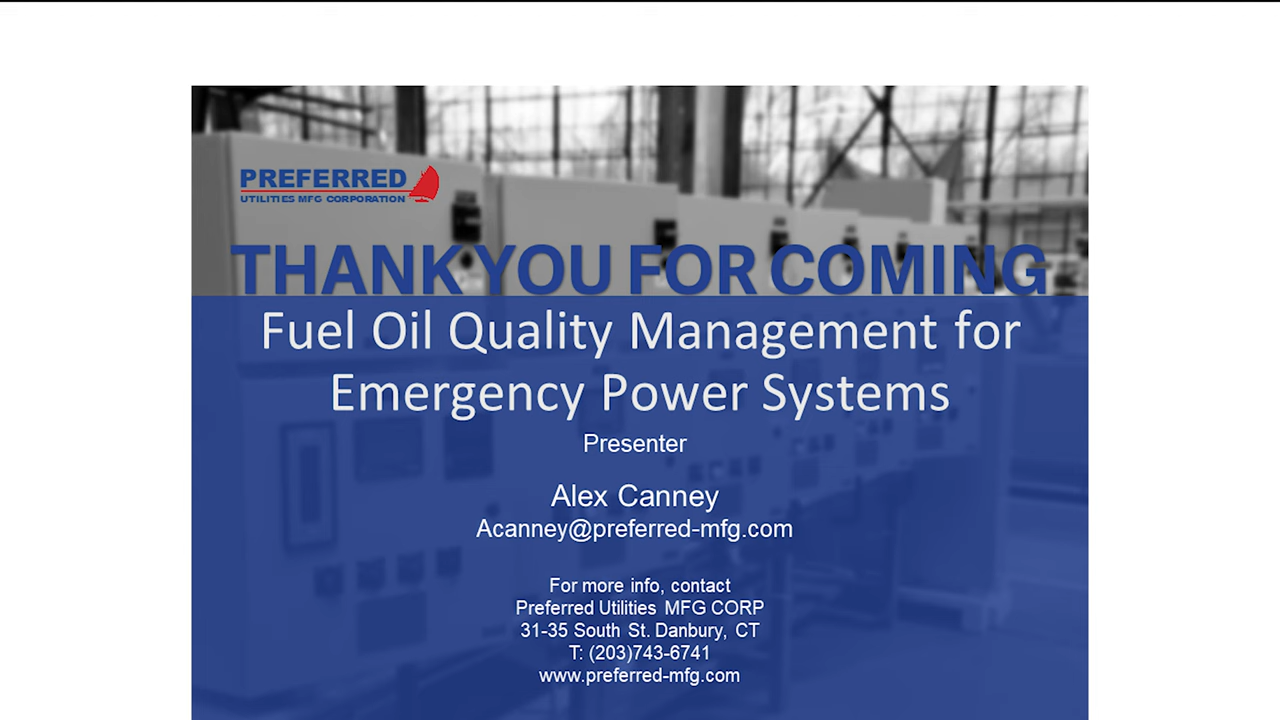 PREFERRED
UTILITIES MFG CORPORATION
THANK YOU FOR COMING
Fuel Oil Quality Management for
Emergency Power Systems
Presenter
Alex Canney
Acanney@preferred-mfg.com
For more info, contact
Preferred Utilities MFG CORP
31-35 South St. Danbury, CT
T: (203)743-6741
www.preferred-mfg.com